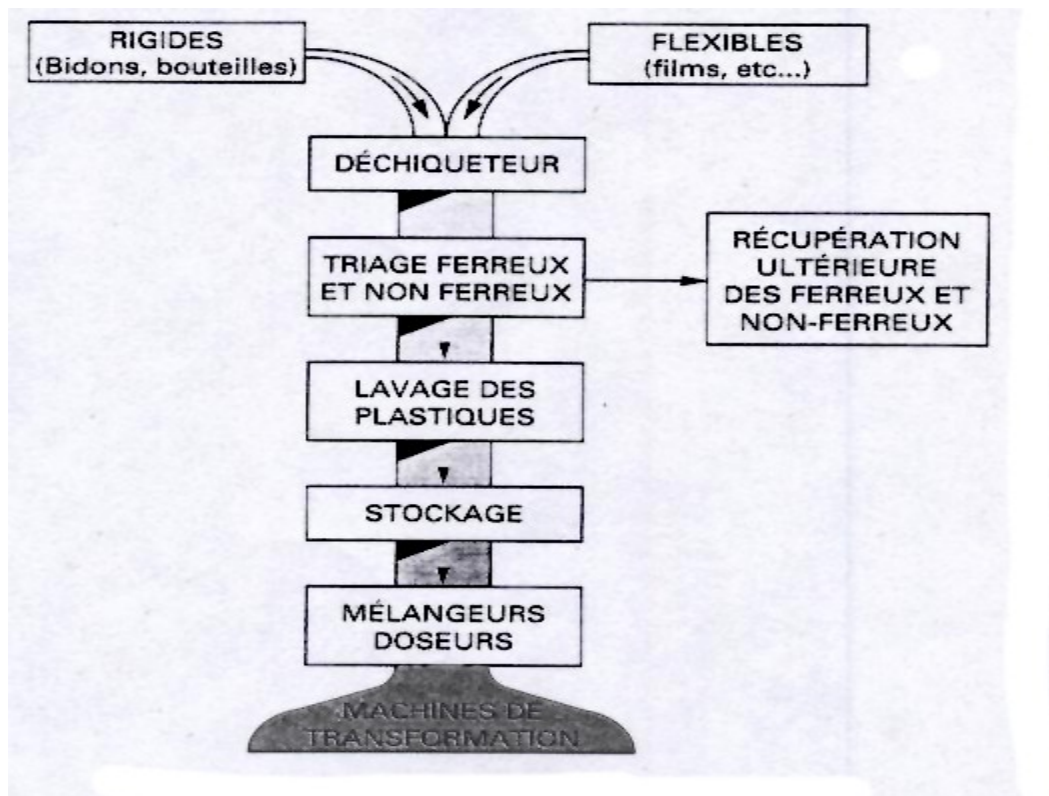 RIGIDES
(Bidons, bouteilles)
FLEXIBLES
(films, etc...)
DÉCHIQUETEUR
TRIAGE FERREUX
ET NON FERREUX
RÉCUPÉRATION
ULTÉRIEURE
DES FERREUX ET
NON-FERREUX
LAVAGE DES
PLASTIQUES
STOCKAGE
MÉLANGEURS
DOSEURS
MACHINES DE
TRANSFORMATION